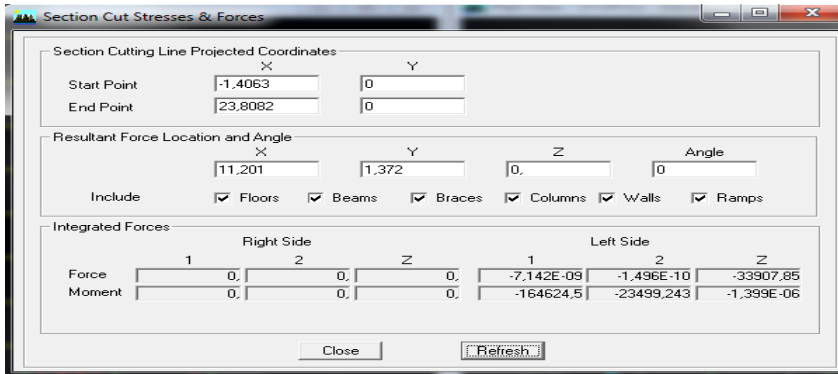 Section Cut Stresses & Forces
Section Cutting Line Projected Coordinates
X Y
Start Point -1,4063 0
End Point 23,8082 0
Resultant Force Location and Angle
X Y Z Angle
11,201 1,372 0, 0
Include Floors Beams Braces Columns Walls Ramps
Integrated Forces
Right Side Left Side
1 2 Z 1 2 Z
Force 0, 0, 0, -7,142E-09 -1,496E-10 -33907,85
Moment 0, 0, 0, -164624,5 -23499,243 -1,399E-06
Close Refresh